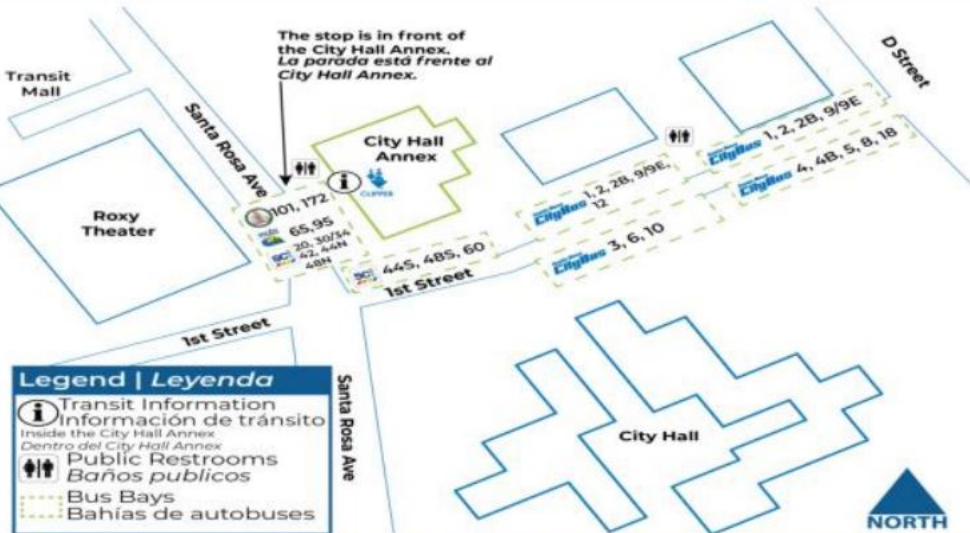 The stop is in front of
the City Hall Annex.
La parada está frente al
City Hall Annex.
Transit
Mall
Santa Rosa Ave
D Street
City Hall
Annex
CLIPPER
Roxy
Theater
101, 172
65, 95
20, 30/34
42, 44N
48N
44S, 48S, 60
1st Street
CityBus 1, 2, 2B, 9/9E,
12
CityBus 1, 2, 2B, 9/9E
CityBus 4, 4B, 5, 8, 18
CityBus 3, 6, 10
1st Street
Santa Rosa Ave
City Hall
Legend | Leyenda
Transit Information
Información de tránsito
Inside the City Hall Annex
Dentro del City Hall Annex
Public Restrooms
Baños publicos
Bus Bays
Bahías de autobuses
NORTH